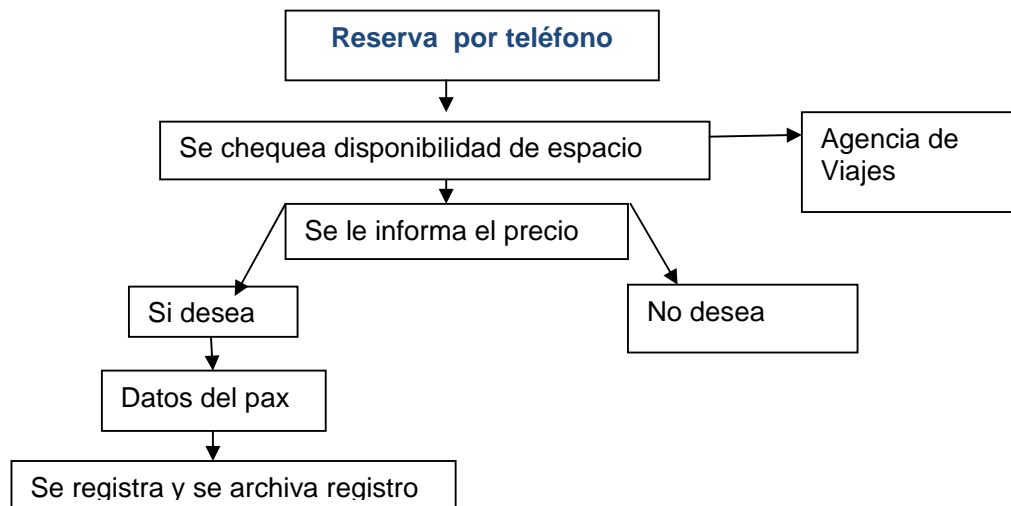 Reserva por teléfono
Se chequea disponibilidad de espacio
Agencia de
Viajes
Se le informa el precio
Si desea
No desea
Datos del pax
Se registra y se archiva registro